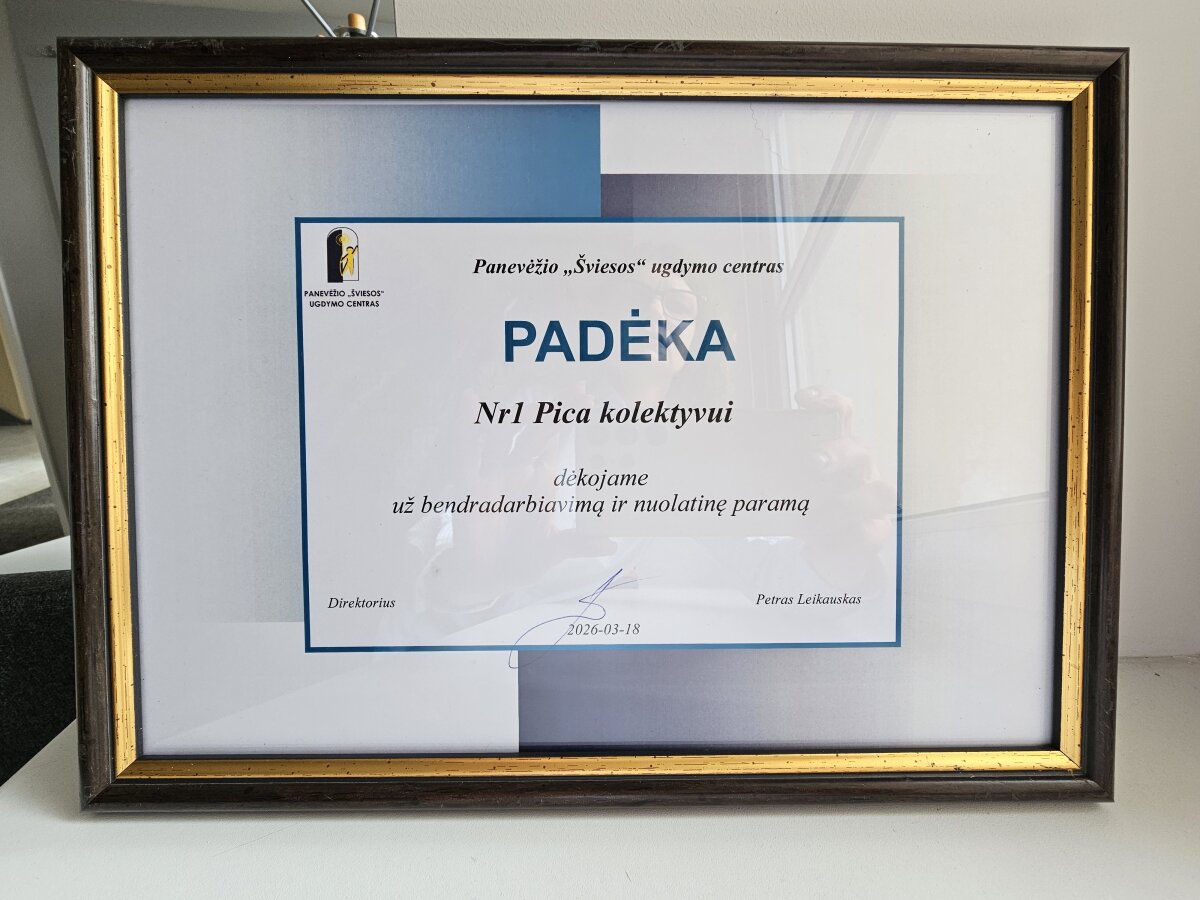 PANEVĖŽIO „ŠVIESOS“
UGDYMO CENTRAS
Panevėžio „Šviesos“ ugdymo centras
PADĖKA
Nr1 Pica kolektyvui
dėkojame
už bendradarbiavimą ir nuolatinę paramą
Direktorius
Petras Leikauskas
2026-03-18